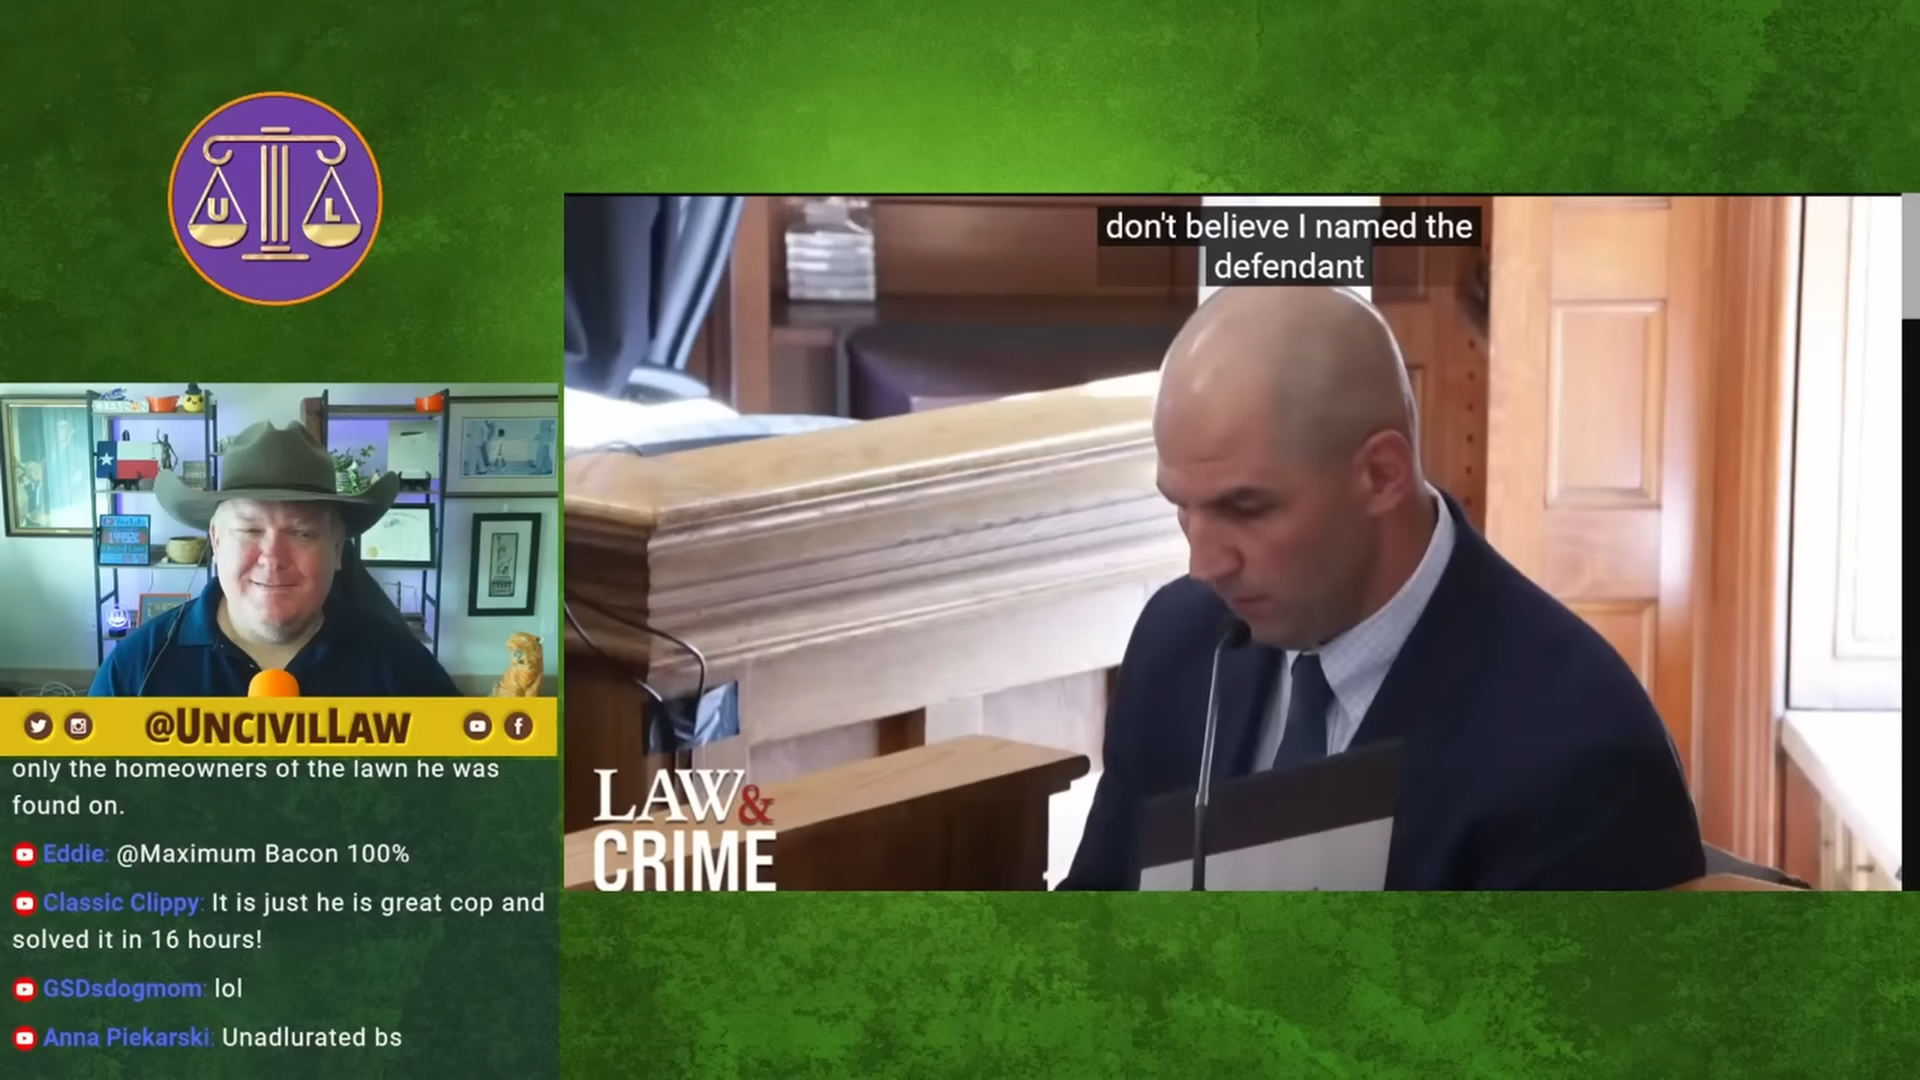 U L
don't believe I named the
defendant
@UNCIVILLAW
only the homeowners of the lawn he was
found on.
Eddie: @Maximum Bacon 100%
Classic Clippy: It is just he is great cop and
solved it in 16 hours!
GSDsdogmom: lol
Anna Piekarski: Unadlurated bs
LAW&
CRIME